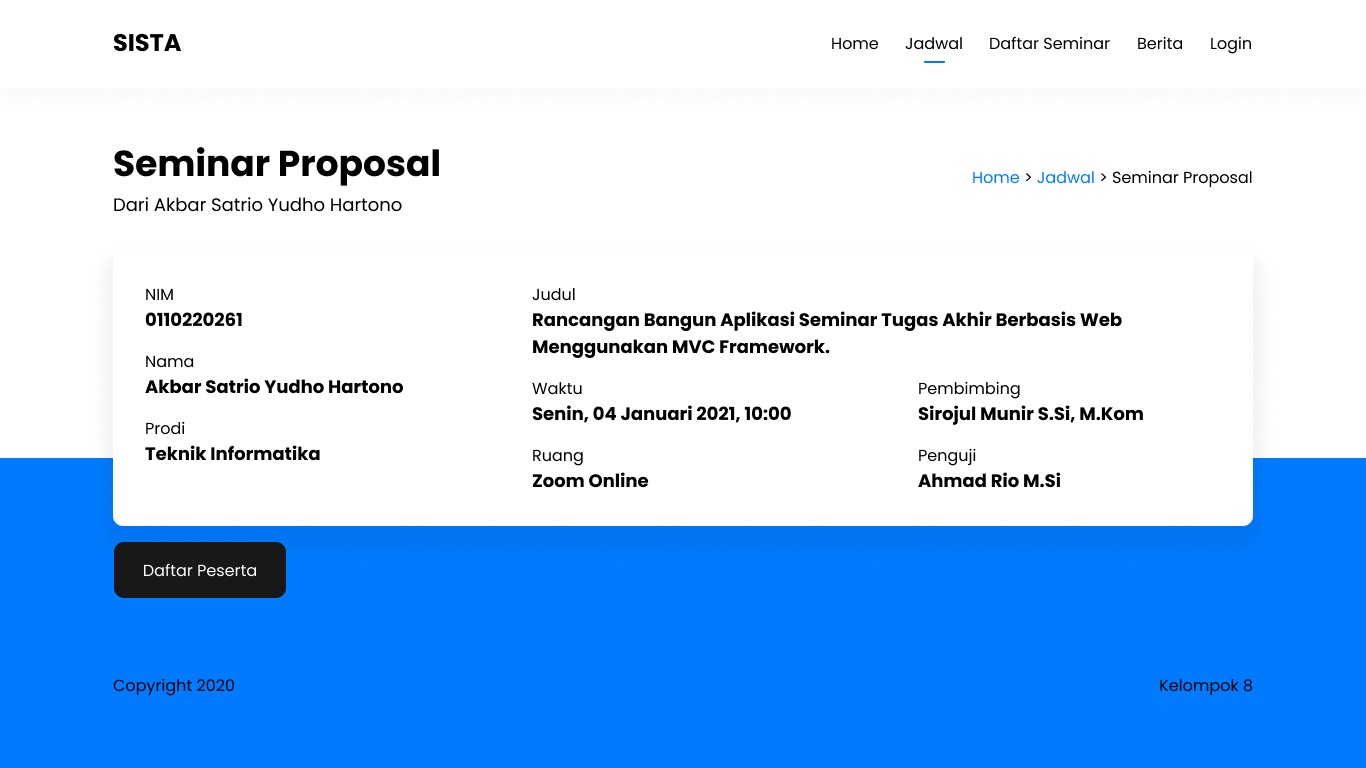 SISTA
Home Jadwal Daftar Seminar Berita Login
Seminar Proposal
Dari Akbar Satrio Yudho Hartono
Home > Jadwal > Seminar Proposal
NIM
0110220261
Nama
Akbar Satrio Yudho Hartono
Prodi
Teknik Informatika
Judul
Rancangan Bangun Aplikasi Seminar Tugas Akhir Berbasis Web
Menggunakan MVC Framework.
Waktu
Senin, 04 Januari 2021, 10:00
Ruang
Zoom Online
Pembimbing
Sirojul Munir S.Si, M.Kom
Penguji
Ahmad Rio M.Si
Daftar Peserta
Copyright 2020
Kelompok 8